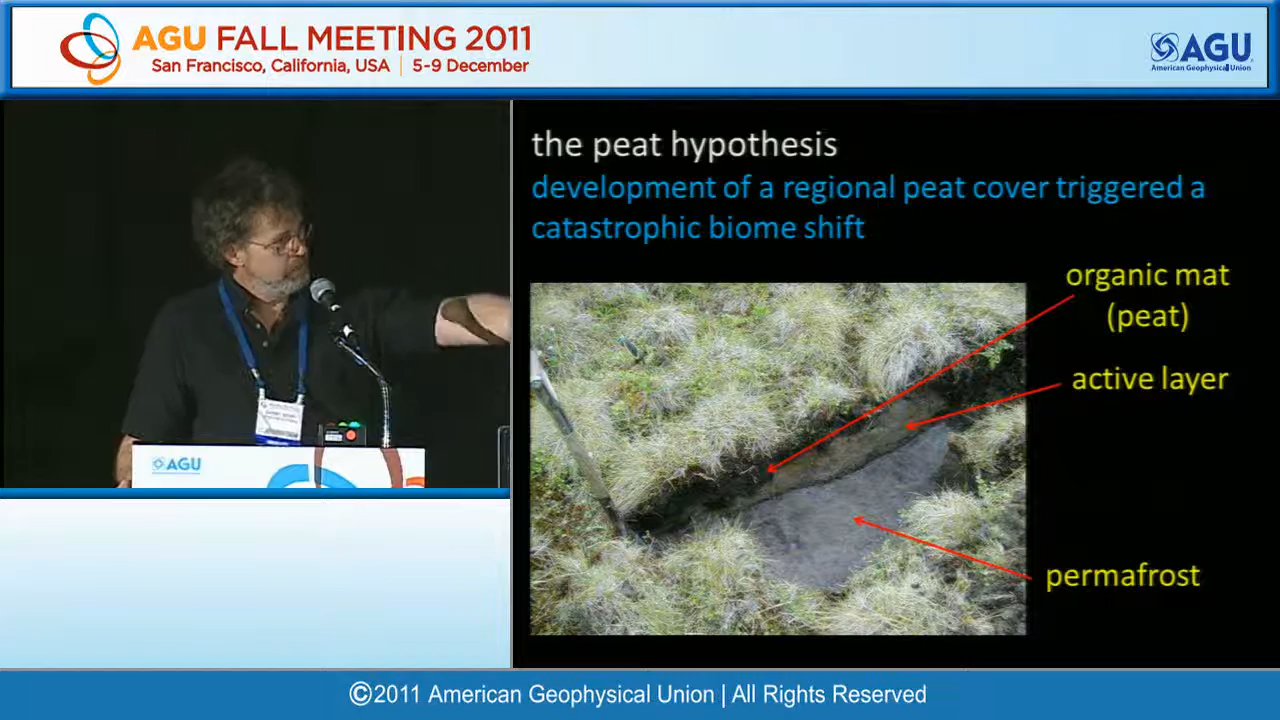 AGU FALL MEETING 2011
San Francisco, California, USA | 5-9 December
AGU
American Geophysical Union
the peat hypothesis
development of a regional peat cover triggered a
catastrophic biome shift
organic mat
(peat)
active layer
permafrost
AGU
©2011 American Geophysical Union | All Rights Reserved